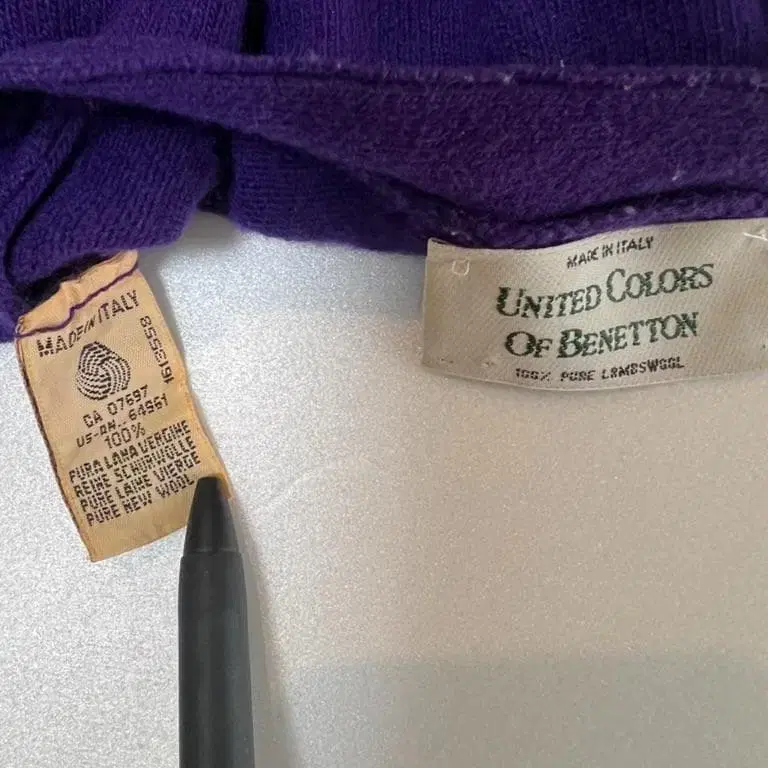 MADE IN ITALY
1613558
CA 07697
US-RN.. 64961
100%
PURA LANA VERGINE
REINE SCHURWOLLE
PURE LAINE VIERGE
PURE NEW WOOL
MADE IN ITALY
UNITED COLORS
OF BENETTON
100% PURE LAMBSWOOL